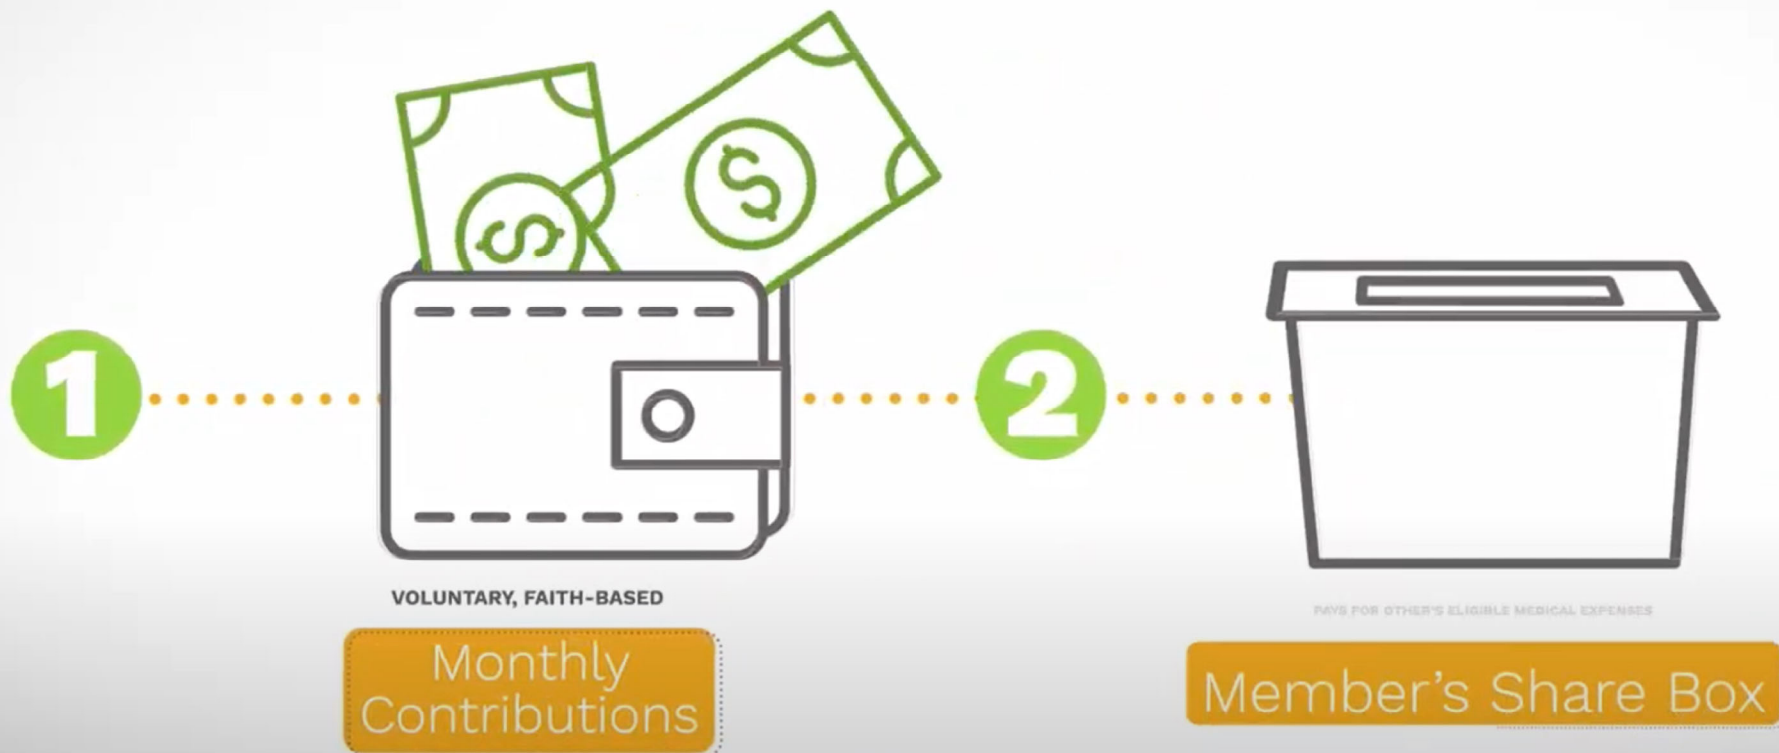 $
$
1
2
VOLUNTARY, FAITH-BASED
PAYS FOR OTHER'S ELIGIBLE MEDICAL EXPENSES
Monthly
Contributions
Member's Share Box